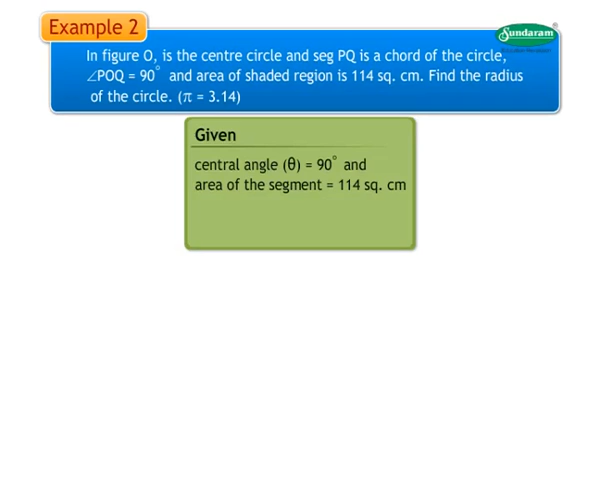 Example 2
Sundaram
In figure O, is the centre circle and seg PQ is a chord of the circle,
∠POQ = 90° and area of shaded region is 114 sq. cm. Find the radius
of the circle. (π = 3.14)
Given
central angle (θ) = 90° and
area of the segment = 114 sq. cm